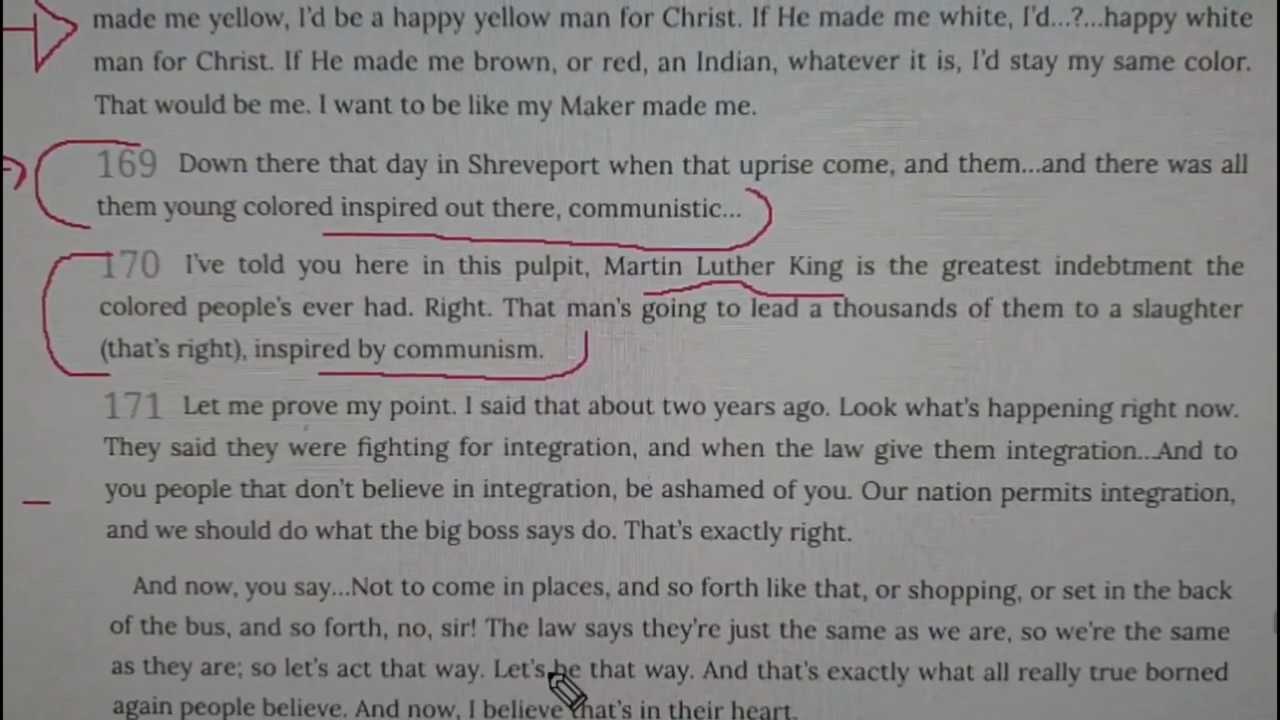 made me yellow, I'd be a happy yellow man for Christ. If He made me white, I'd...?...happy white
man for Christ. If He made me brown, or red, an Indian, whatever it is, I'd stay my same color.
That would be me. I want to be like my Maker made me.
169 Down there that day in Shreveport when that uprise come, and them...and there was all
them young colored inspired out there, communistic...
170 I've told you here in this pulpit, Martin Luther King is the greatest indebtment the
colored people's ever had. Right. That man's going to lead a thousands of them to a slaughter
(that's right), inspired by communism.
171 Let me prove my point. I said that about two years ago. Look what's happening right now.
They said they were fighting for integration, and when the law give them integration...And to
you people that don't believe in integration, be ashamed of you. Our nation permits integration,
and we should do what the big boss says do. That's exactly right.
And now, you say...Not to come in places, and so forth like that, or shopping, or set in the back
of the bus, and so forth, no, sir! The law says they're just the same as we are, so we're the same
as they are; so let's act that way. Let's be that way. And that's exactly what all really true borned
again people believe. And now, I believe that's in their heart.